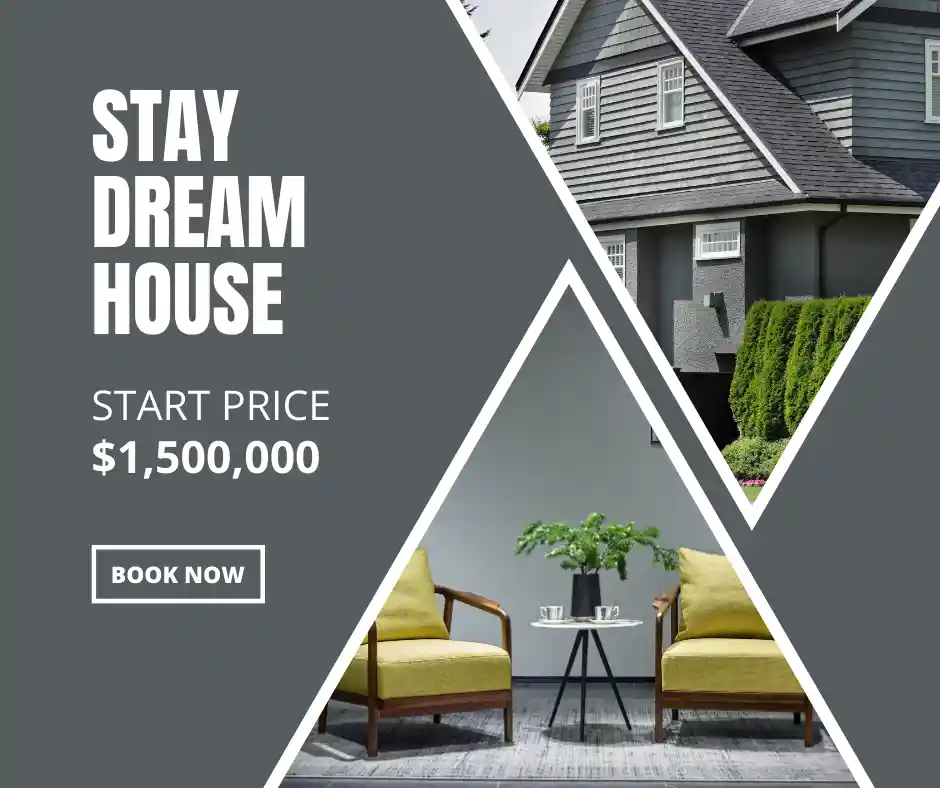 STAY
DREAM
HOUSE
START PRICE
$1,500,000
BOOK NOW